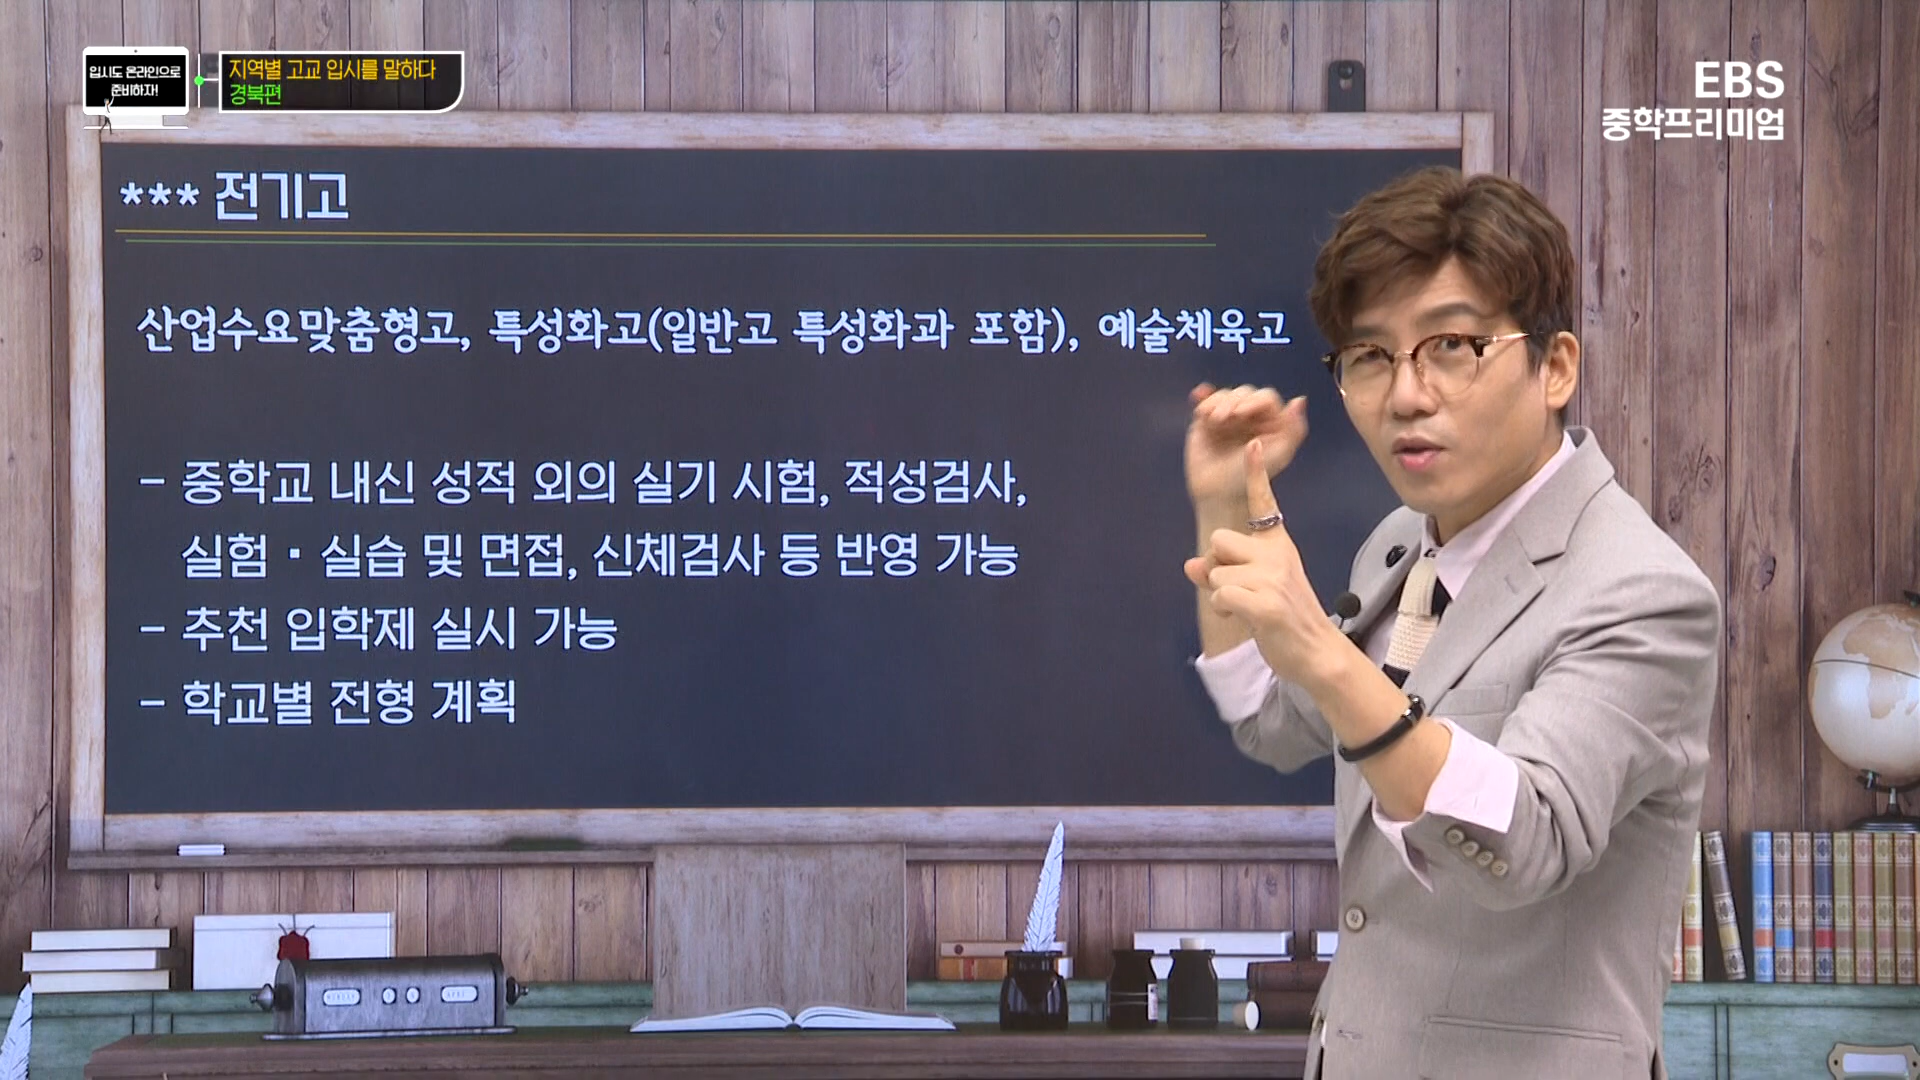 입시도 온라인으로
준비하자!
지역별 고교 입시를 말하다
경북편
EBS
중학프리미엄
*** 전기고
산업수요맞춤형고, 특성화고(일반고 특성화과 포함), 예술체육고
- 중학교 내신 성적 외의 실기 시험, 적성검사,
실험·실습 및 면접, 신체검사 등 반영 가능
- 추천 입학제 실시 가능
- 학교별 전형 계획